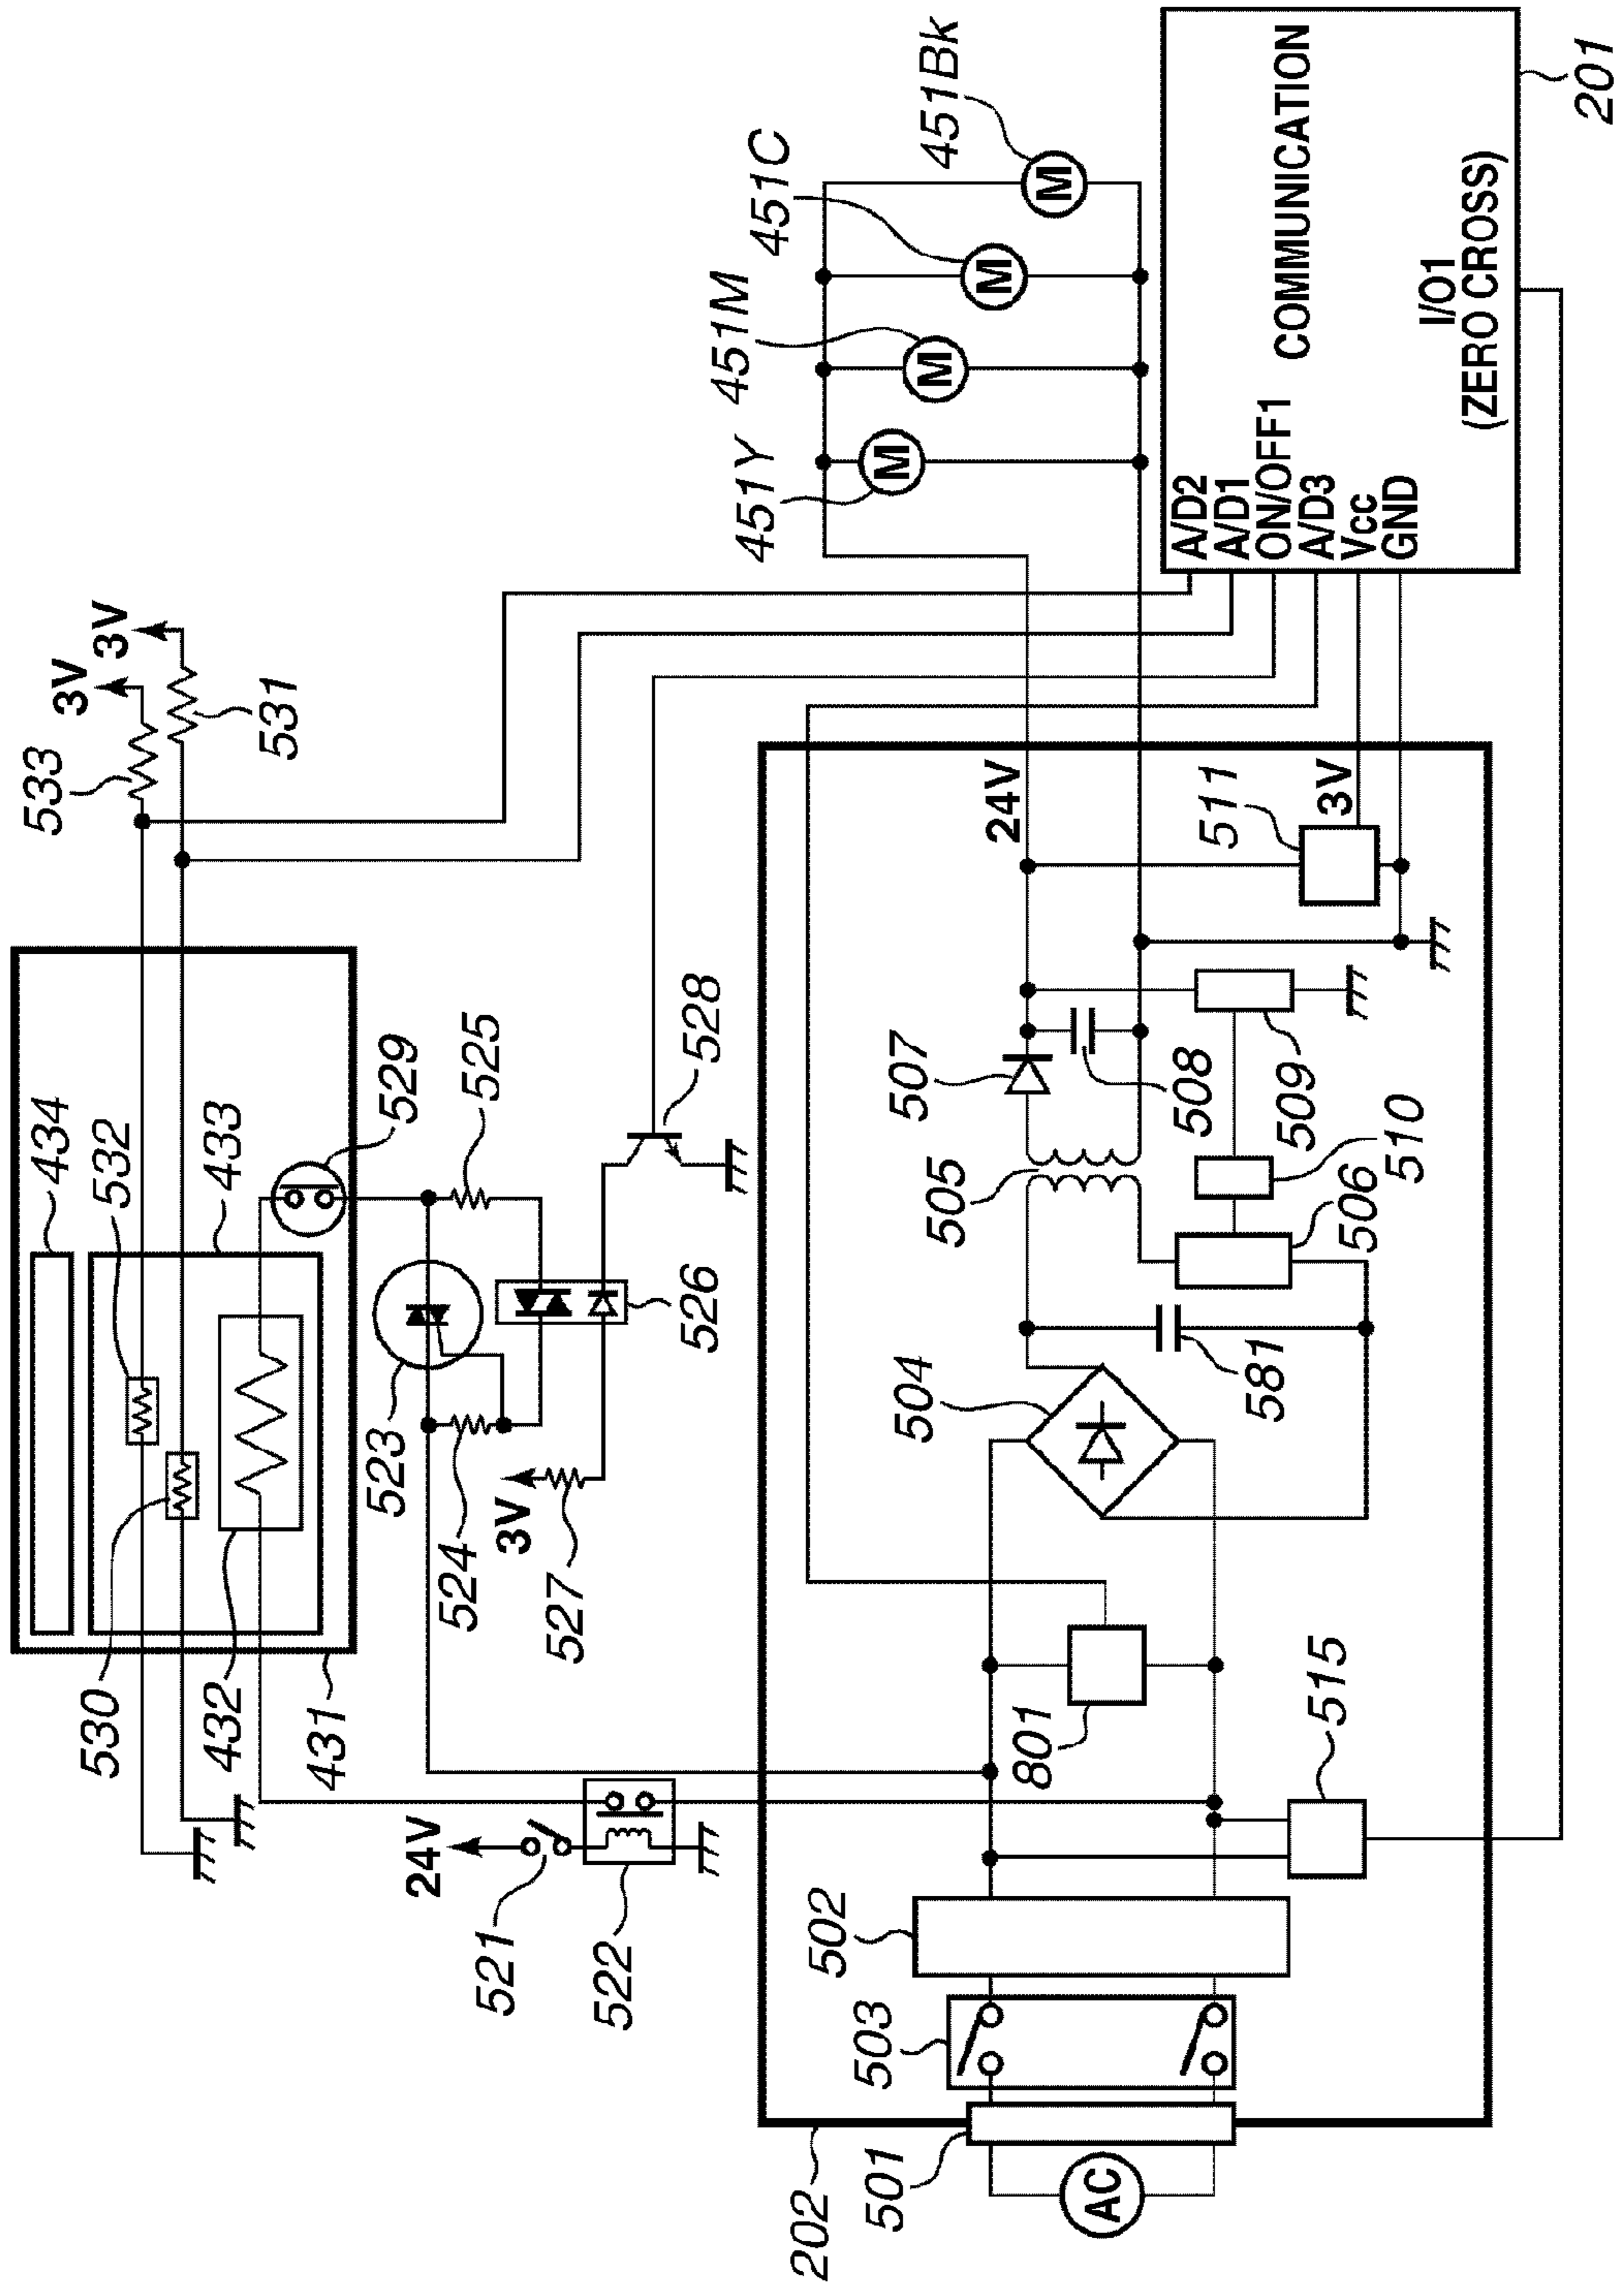 434
532
433
529
530
432
431
533
3V
3V
531
523
524
525
526
3V
527
528
24V
521
522
451Y
451M
451C
451Bk
M
M
M
M
A/D2
A/D1
ON/OFF1
A/D3
Vcc
GND
COMMUNICATION
I/O1
(ZERO CROSS)
201
202
501
AC
503
502
515
801
504
581
505
506
510
507
508
509
24V
511
3V